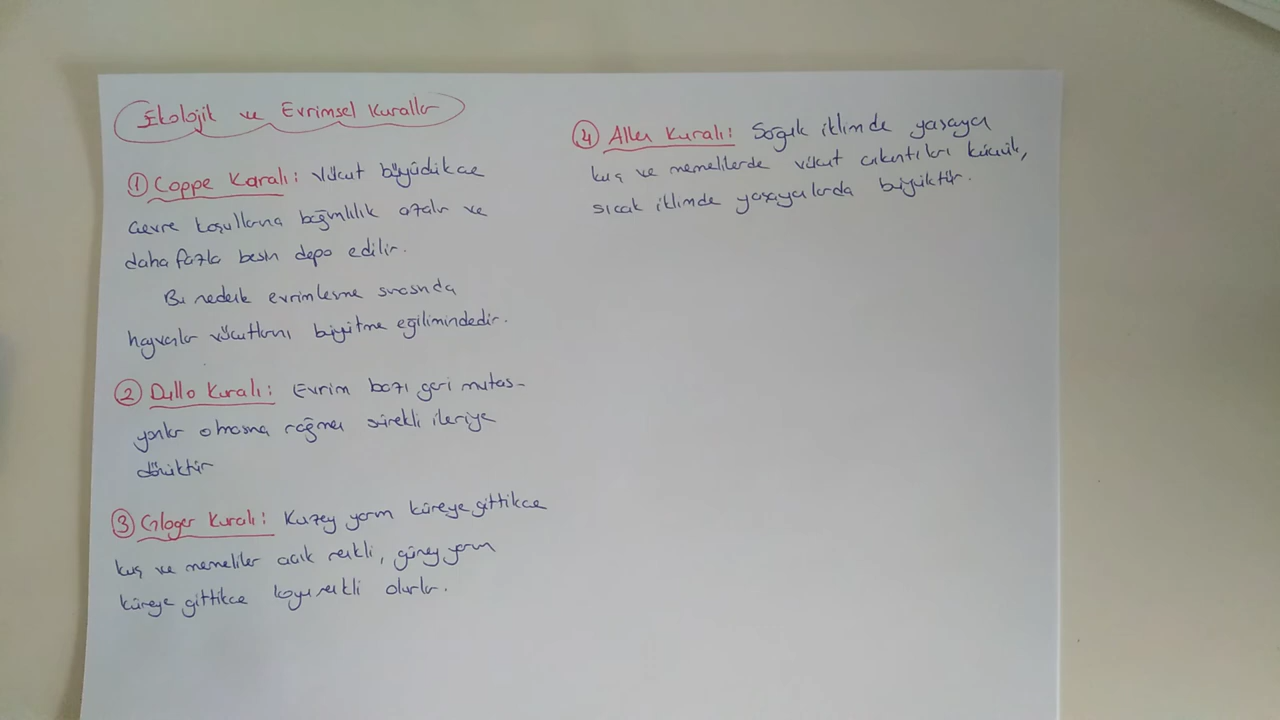 Ekolojik ve Evrimsel Kurallar
① Coppe Kuralı: Vücut büyüdükçe
çevre koşullarına bağımlılık azalır ve
daha fazla besin depo edilir.
Bu nedenle evrimleşme sırasında
hayvanlar vücutlarını büyütme eğilimindedir.
② Dollo Kuralı: Evrim bazı geri mutas-
yonlar olmasına rağmen sürekli ileriye
dönüktür
③ Gloger Kuralı: Kuzey yarım küreye gittikçe
kuş ve memeliler açık renkli, güney yarım
küreye gittikçe koyu renkli olurlar.
④ Allen Kuralı: Soğuk iklimde yaşayan
kuş ve memelilerde vücut çıkıntıları küçük,
sıcak iklimde yaşayanlarda büyüktür.